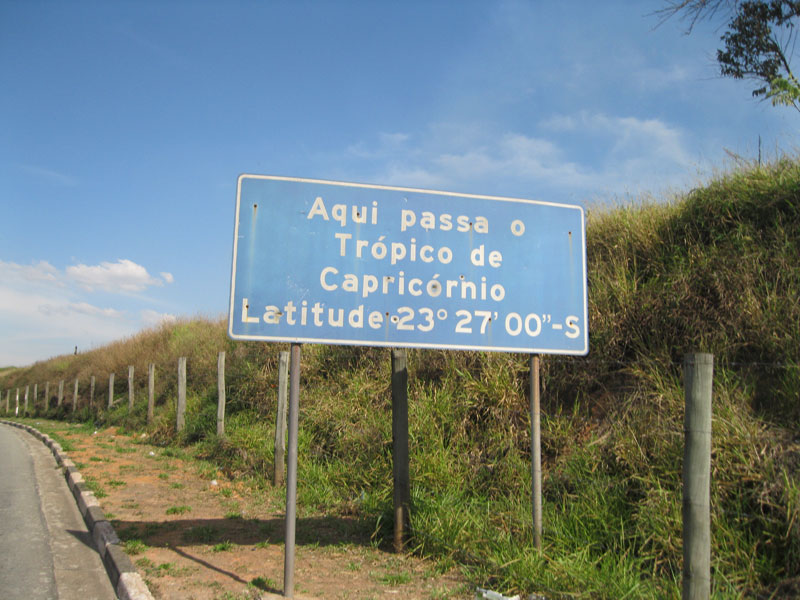 Aqui passa o
Trópico de
Capricórnio
Latitude 23° 27' 00"-S